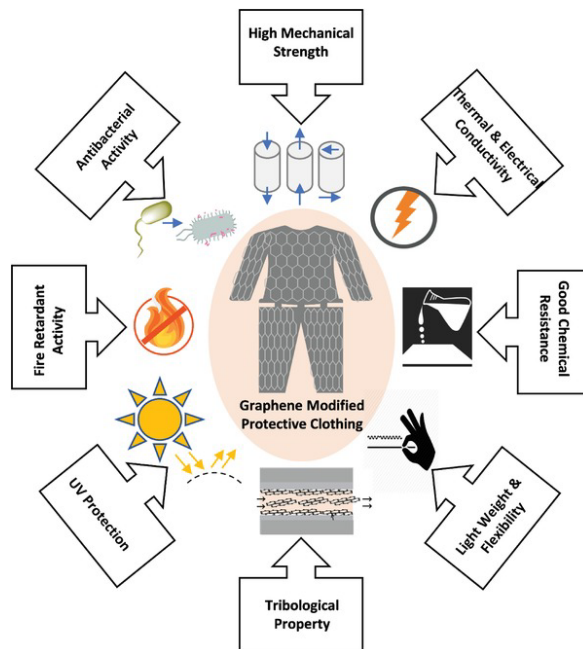 High Mechanical
Strength
Thermal & Electrical
Conductivity
Good Chemical
Resistance
Light Weight &
Flexibility
Tribological
Property
UV Protection
Fire Retardant
Activity
Antibacterial
Activity
Graphene Modified
Protective Clothing